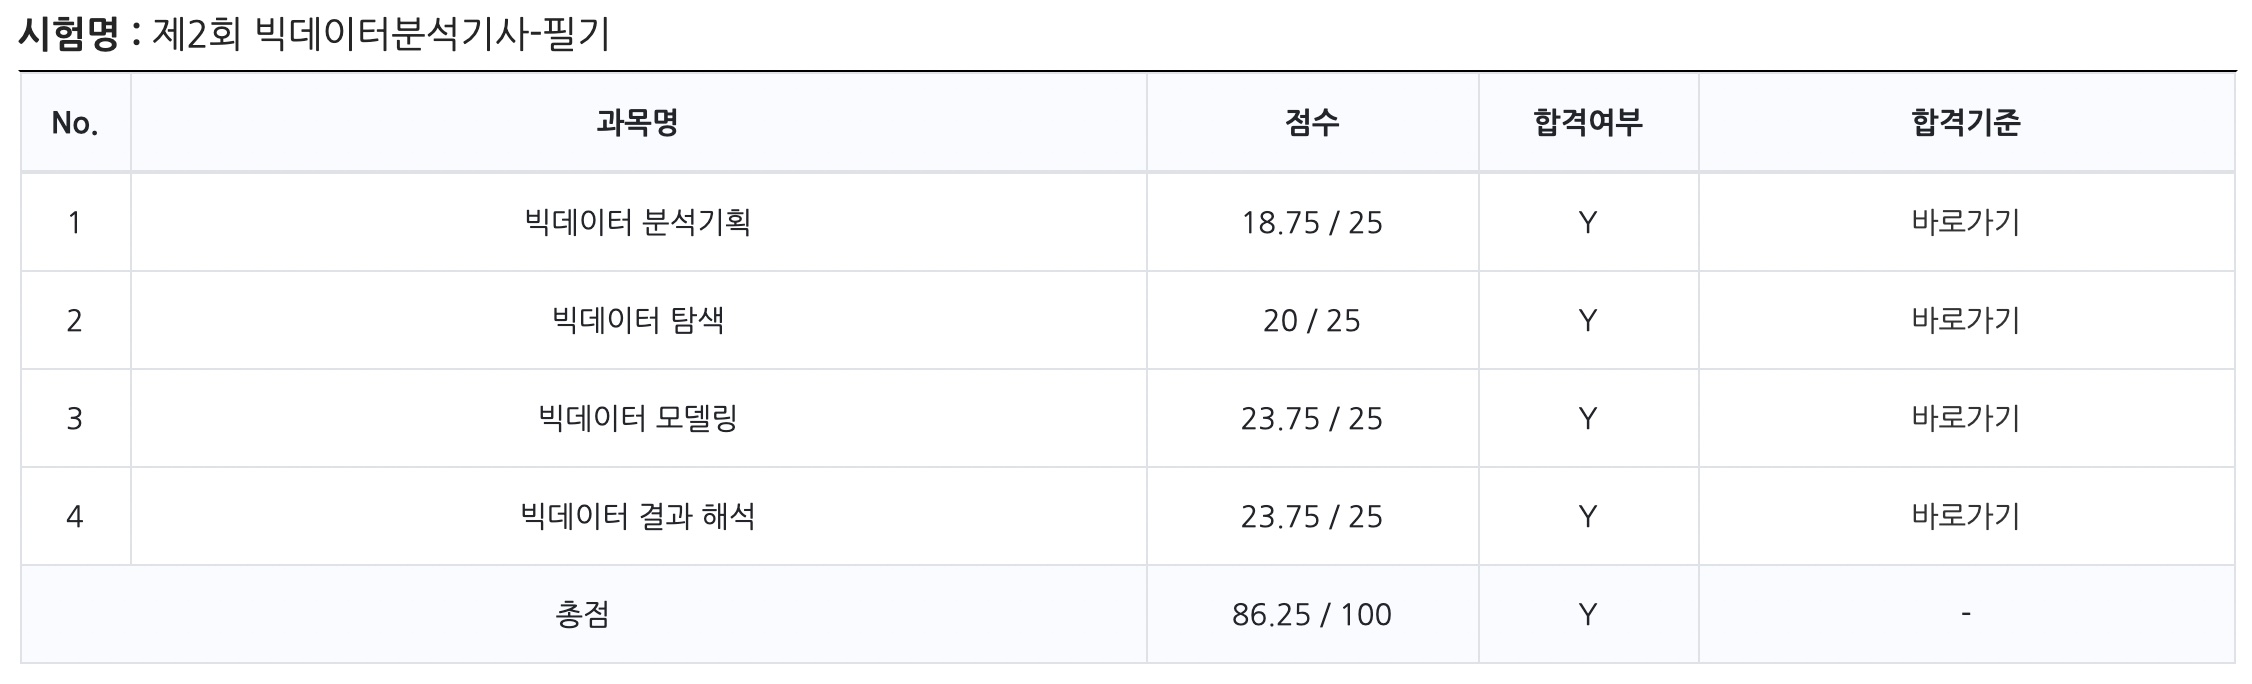 시험명 : 제2회 빅데이터분석기사-필기
No. 과목명 점수 합격여부 합격기준
1 빅데이터 분석기획 18.75 / 25 Y 바로가기
2 빅데이터 탐색 20 / 25 Y 바로가기
3 빅데이터 모델링 23.75 / 25 Y 바로가기
4 빅데이터 결과 해석 23.75 / 25 Y 바로가기
총점 86.25 / 100 Y -